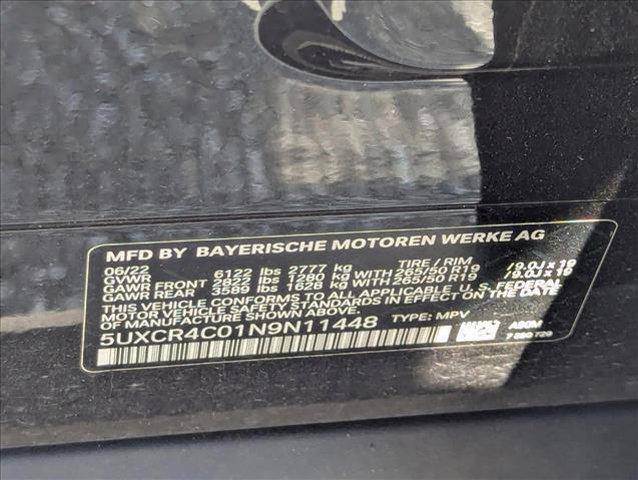 MFD BY BAYERISCHE MOTOREN WERKE AG
06/22 TIRE / RIM
GVWR 6122 lbs 2777 kg
GAWR FRONT 2822 lbs 1280 kg WITH 265/50 R19 /9.0J x 19
GAWR REAR 3589 lbs 1628 kg WITH 265/50 R19 /9.0J x 19
THIS VEHICLE CONFORMS TO ALL APPLICABLE U. S. FEDERAL
MOTOR VEHICLE SAFETY STANDARDS IN EFFECT ON THE DATE
OF MANUFACTURE SHOWN ABOVE.
5UXCR4C01N9N11448 TYPE: MPV